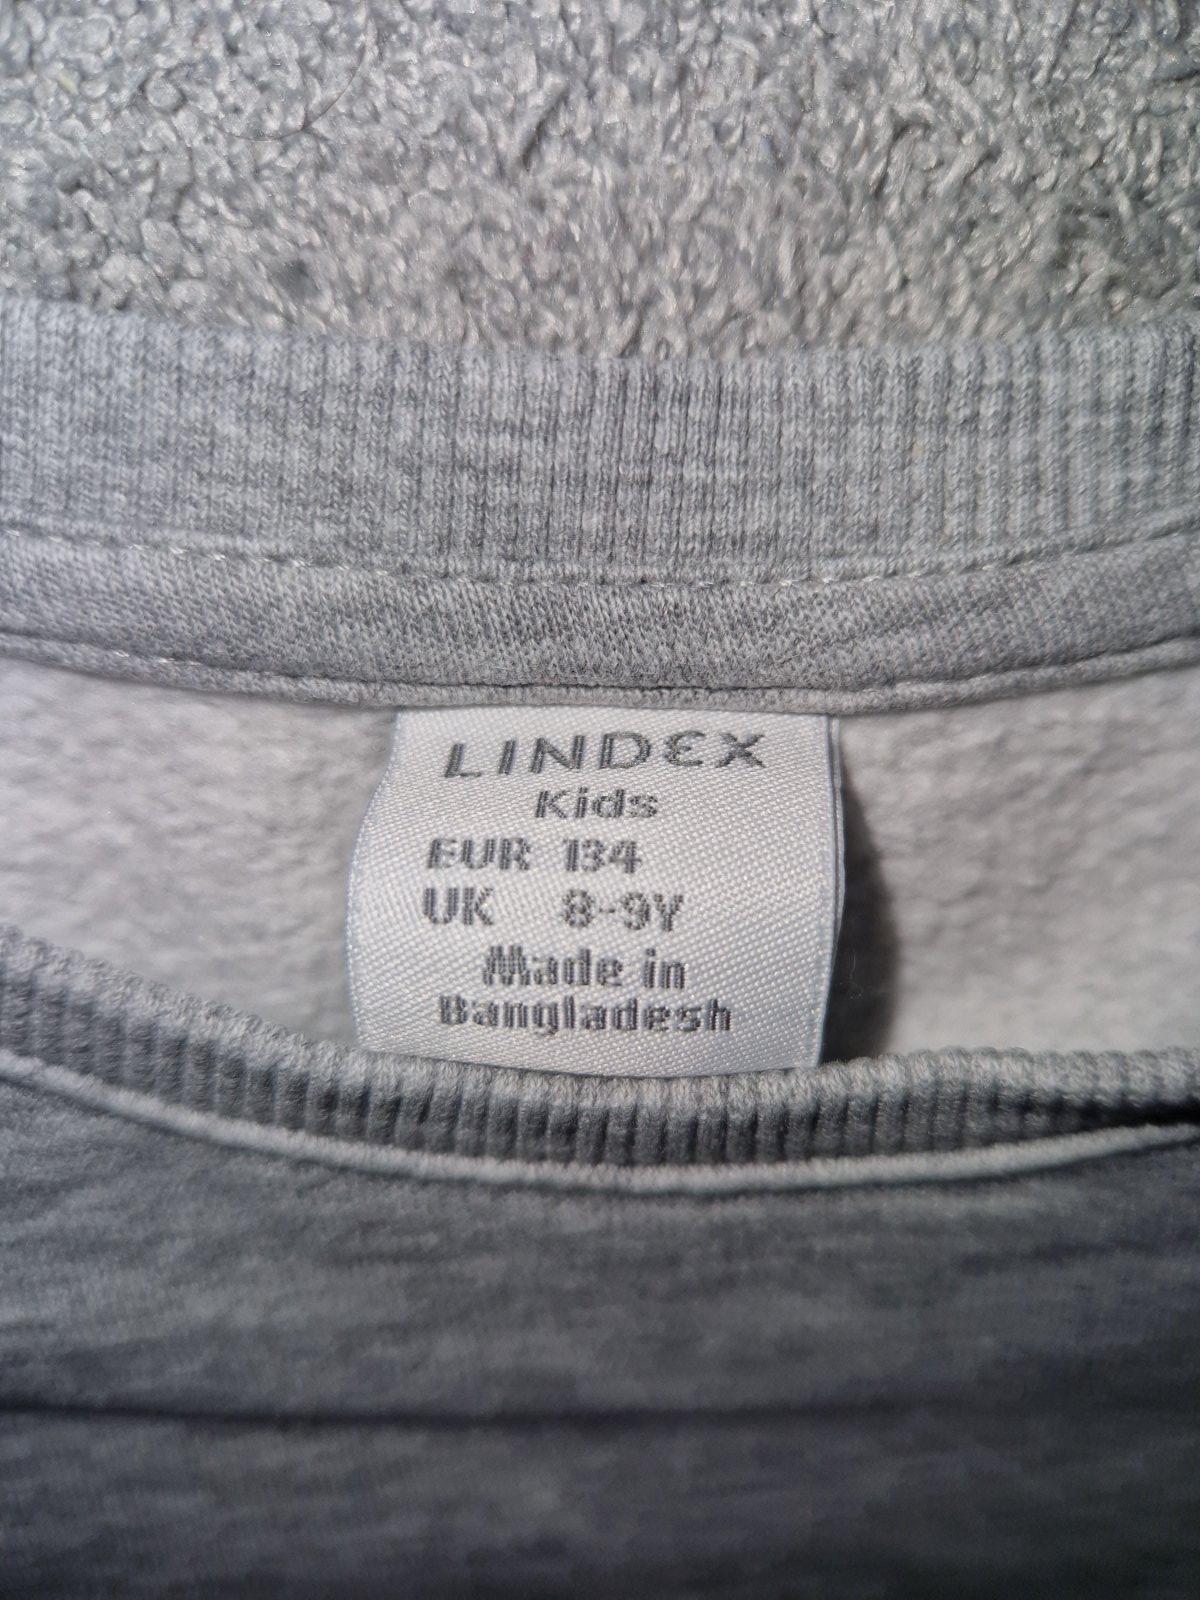 LINDEX
Kids
EUR 134
UK 8-9Y
Made in
Bangladesh